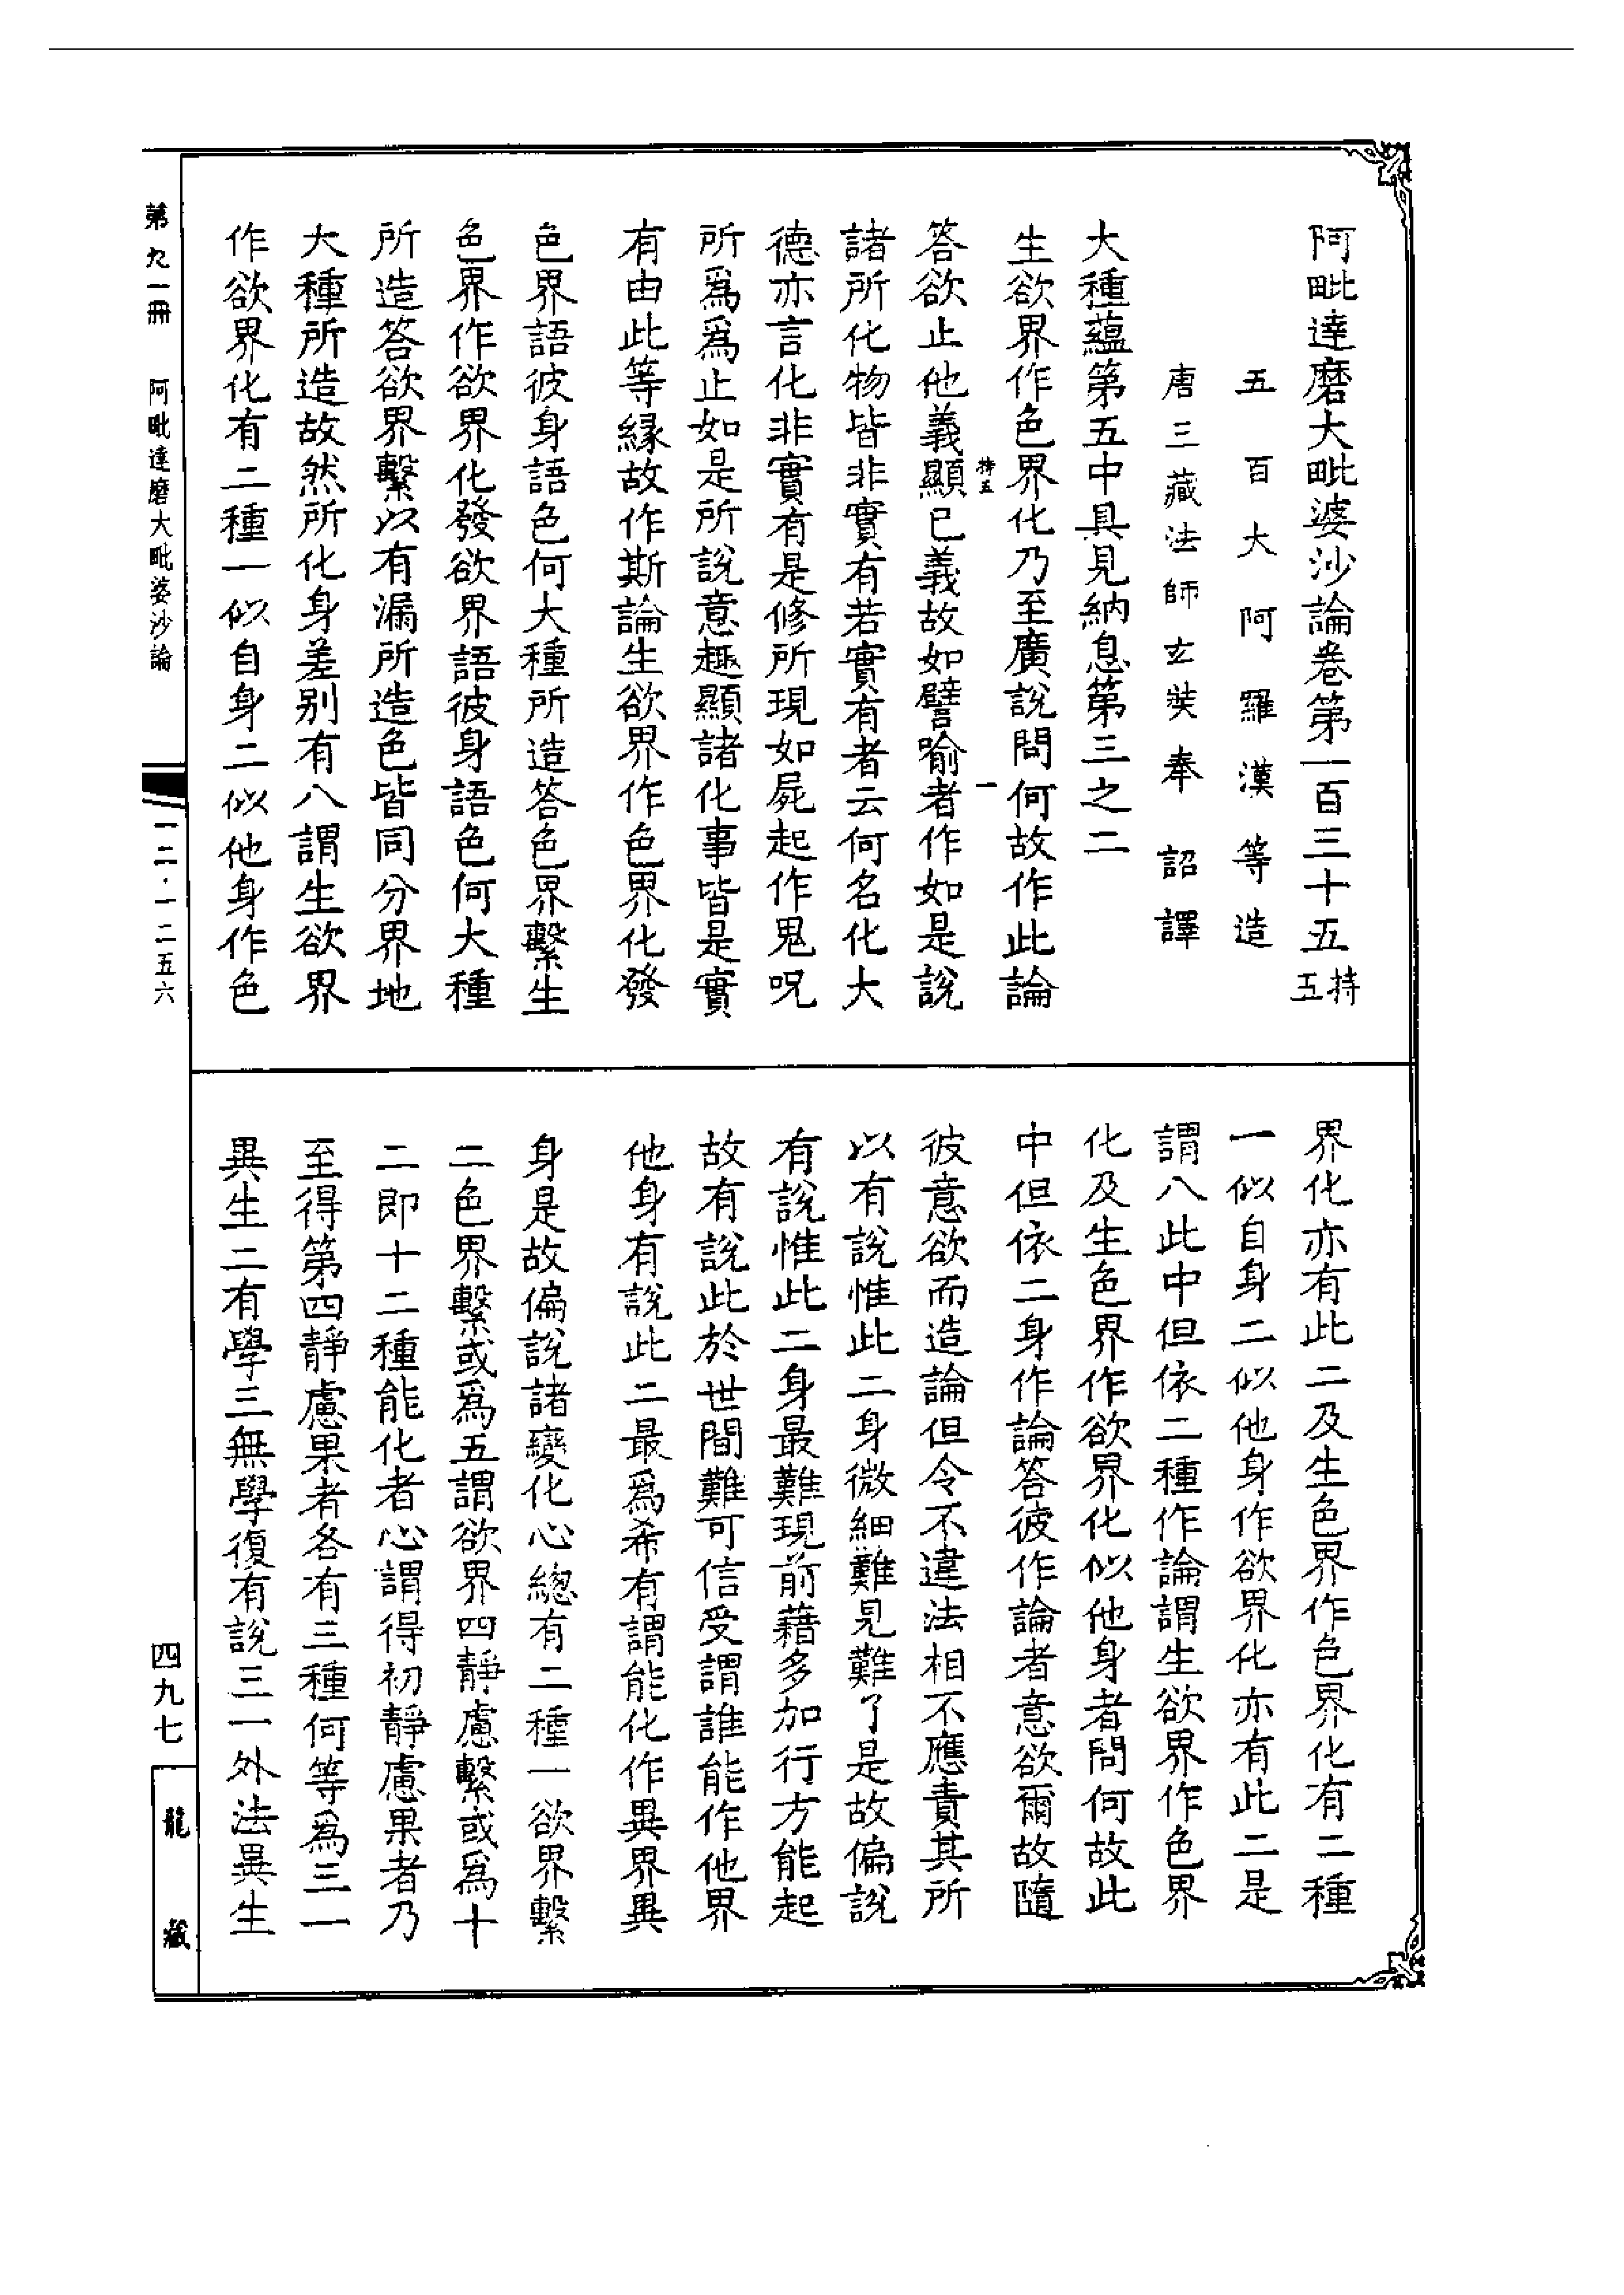 阿毗達磨大毗婆沙論卷第一百三十五 持五
五百大阿羅漢等造
唐三藏法師玄奘奉詔譯
大種蘊第五中具見納息第三之二
生欲界作色界化乃至廣說問何故作此論
持五 一
答欲止他義顯已義故如譬喻者作如是說
諸所化物皆非實有若實有者云何名化大
德亦言化非實有是修所現如屍起作鬼呪
所爲爲止如是所說意趣顯諸化事皆是實
有由此等緣故作斯論生欲界作色界化發
色界語彼身語色何大種所造答色界繫生
色界作欲界化發欲界語彼身語色何大種
所造答欲界繫以有漏所造色皆同分界地
大種所造故然所化身差別有八謂生欲界
作欲界化有二種一似自身二似他身作色
界化亦有此二及生色界作色界化有二種
一似自身二似他身作欲界化亦有此二是
謂八此中但依二種作論謂生欲界作色界
化及生色界作欲界化似他身者問何故此
中但依二身作論答彼作論者意欲爾故隨
彼意欲而造論但令不違法相不應責其所
以有說惟此二身微細難見難了是故偏說
有說惟此二身最難現前藉多加行方能起
故有說此於世間難可信受謂誰能作他界
他身有說此二最爲希有謂能化作異界異
身是故偏說諸變化心總有二種一欲界繫
二色界繫或爲五謂欲界四靜慮繫或爲十
二即十二種能化者心謂得初靜慮果者乃
至得第四靜慮果者各有三種何等爲三一
異生二有學三無學復有說三一外法異生
第九一冊 阿毗達磨大毗婆沙論
一二·一二五六
四九七
龍藏